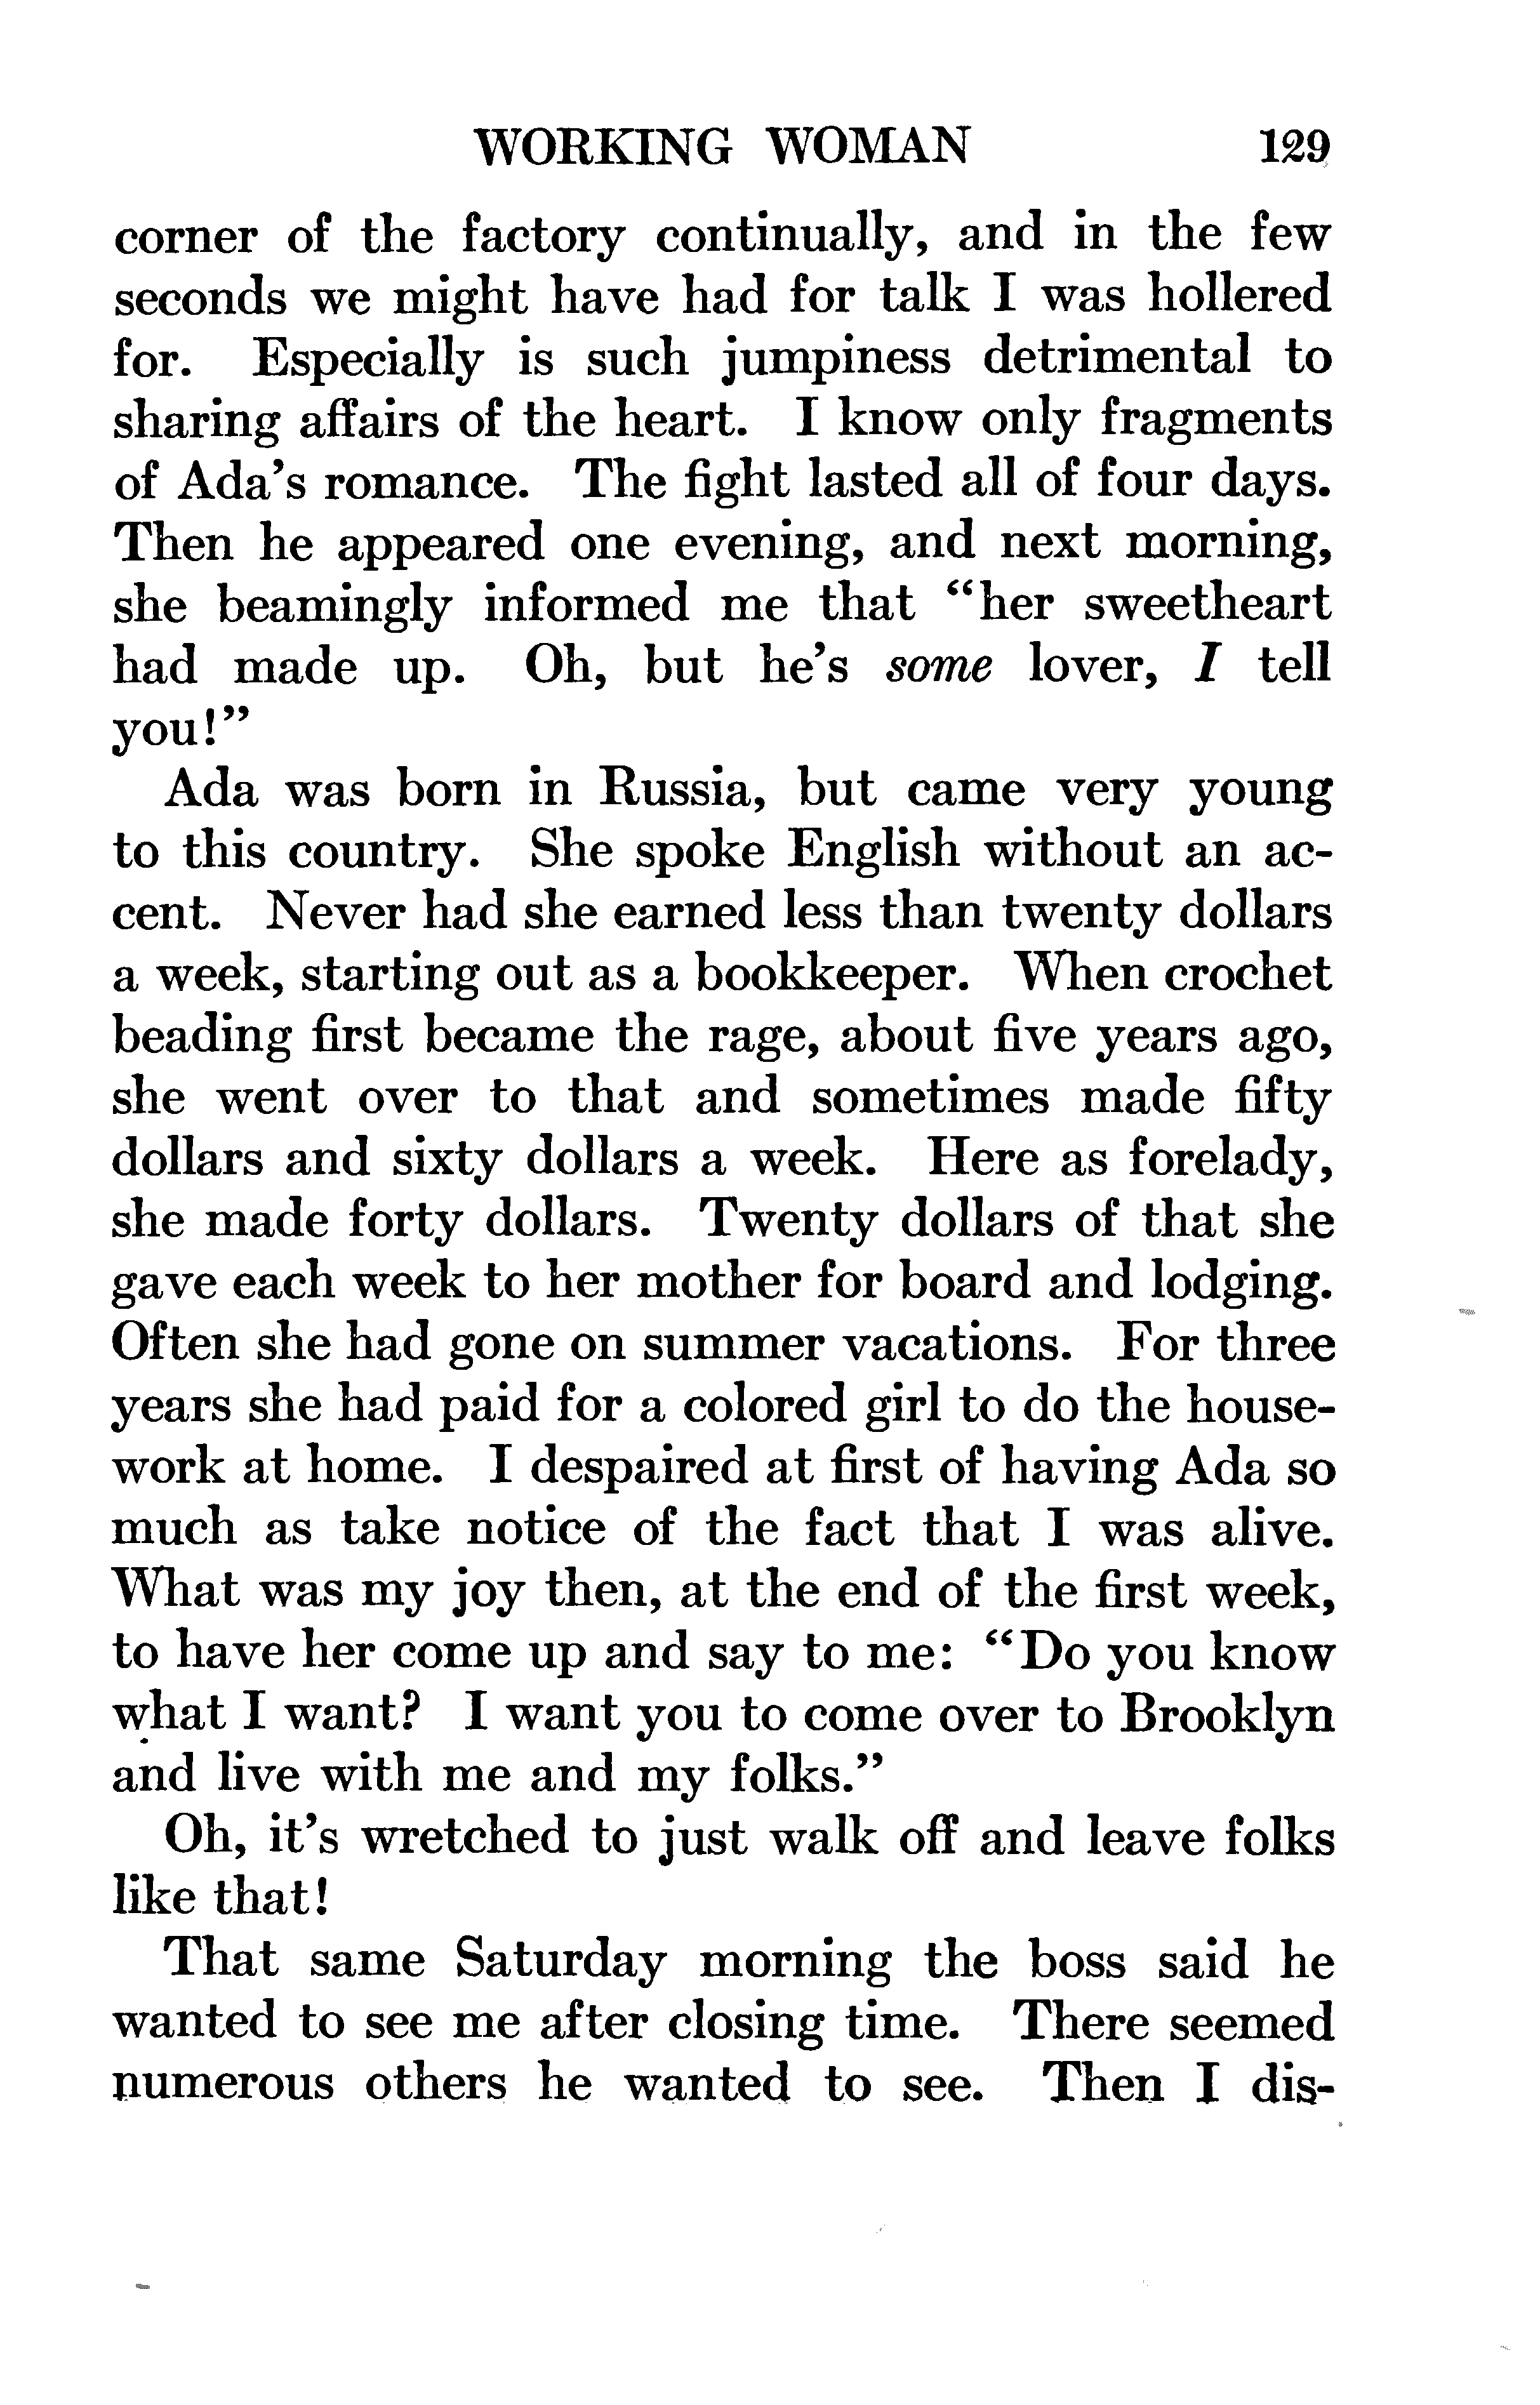 WORKING WOMAN 129
corner of the factory continually, and in the few
seconds we might have had for talk I was hollered
for. Especially is such jumpiness detrimental to
sharing affairs of the heart. I know only fragments
of Ada's romance. The fight lasted all of four days.
Then he appeared one evening, and next morning,
she beamingly informed me that "her sweetheart
had made up. Oh, but he's some lover, I tell
you!"
Ada was born in Russia, but came very young
to this country. She spoke English without an ac-
cent. Never had she earned less than twenty dollars
a week, starting out as a bookkeeper. When crochet
beading first became the rage, about five years ago,
she went over to that and sometimes made fifty
dollars and sixty dollars a week. Here as forelady,
she made forty dollars. Twenty dollars of that she
gave each week to her mother for board and lodging.
Often she had gone on summer vacations. For three
years she had paid for a colored girl to do the house-
work at home. I despaired at first of having Ada so
much as take notice of the fact that I was alive.
What was my joy then, at the end of the first week,
to have her come up and say to me: "Do you know
what I want? I want you to come over to Brooklyn
and live with me and my folks."
Oh, it's wretched to just walk off and leave folks
like that!
That same Saturday morning the boss said he
wanted to see me after closing time. There seemed
numerous others he wanted to see. Then I dis-